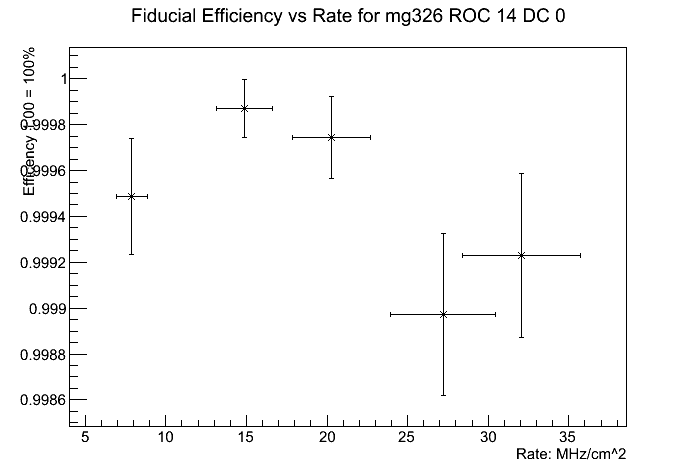 Fiducial Efficiency vs Rate for mg326 ROC 14 DC 0
Efficiency 1.00 = 100%
1
0.9998
0.9996
0.9994
0.9992
0.999
0.9988
0.9986
5 10 15 20 25 30 35
Rate: MHz/cm^2